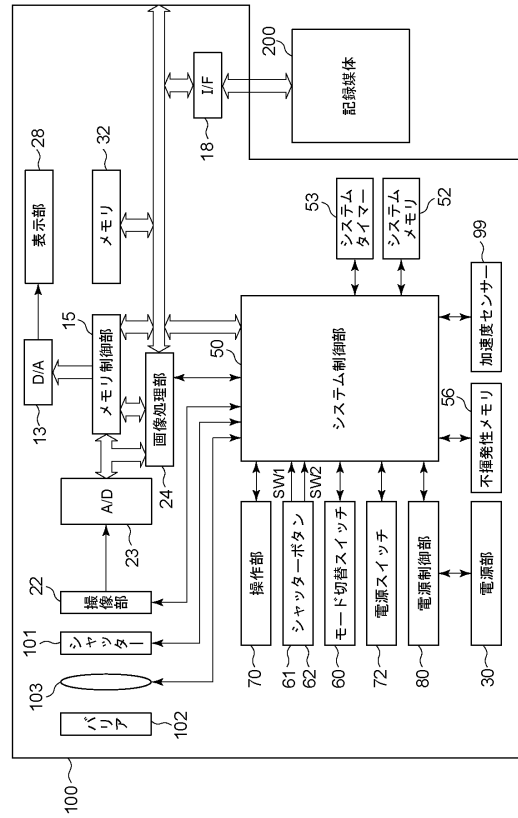 100
バリア
102
103
シャッター
101
撮像部
22
A/D
23
D/A
13
表示部
28
メモリ制御部
15
メモリ
32
画像処理部
24
I/F
18
記録媒体
200
システム制御部
50
システム
タイマー
53
システム
メモリ
52
操作部
70
シャッターボタン
61
62
SW1
SW2
モード切替スイッチ
60
電源スイッチ
72
電源制御部
80
電源部
30
不揮発性メモリ
56
加速度センサー
99